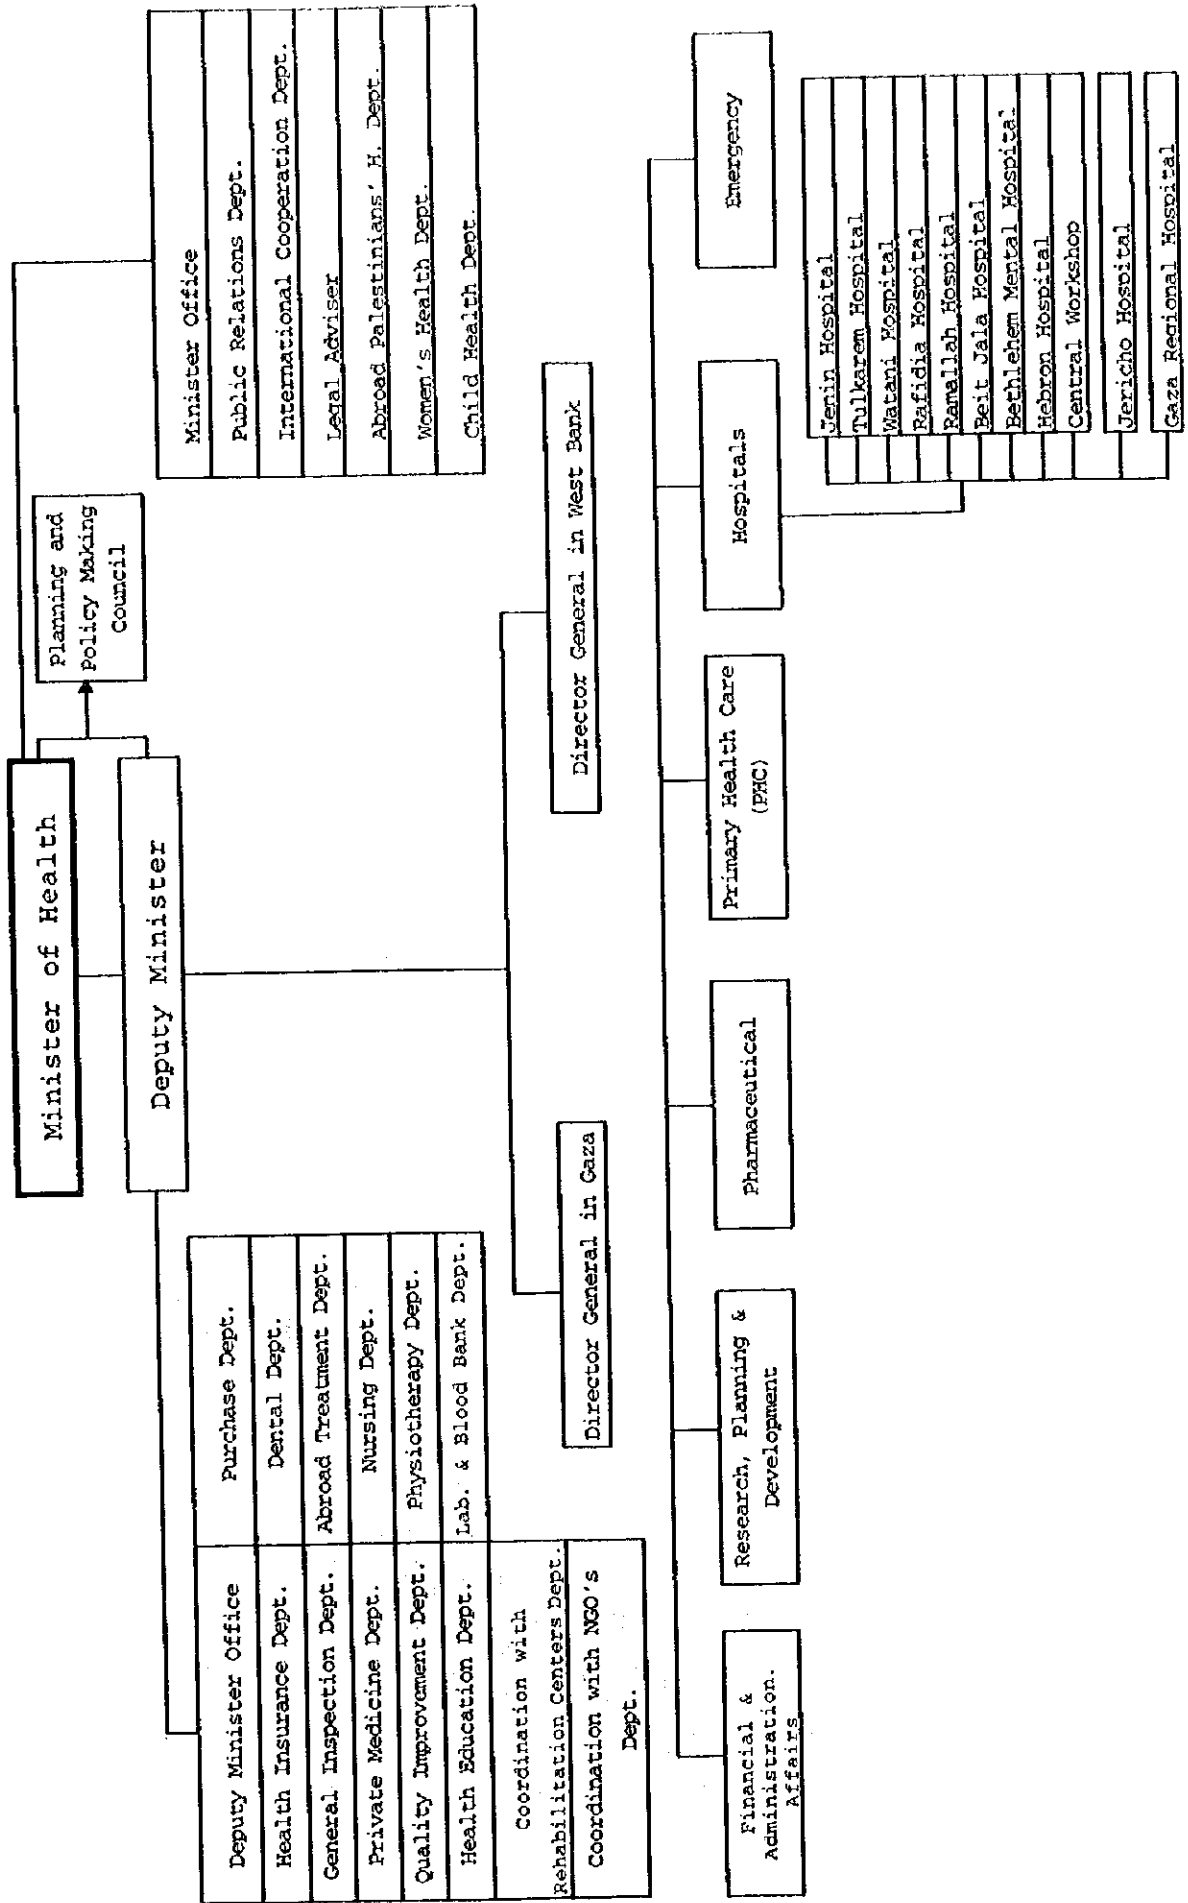 Minister of Health
Planning and
Policy Making
Council
Deputy Minister
Minister Office
Public Relations Dept.
International Cooperation Dept.
Legal Adviser
Abroad Palestinians' H. Dept.
Women's Health Dept.
Child Health Dept.
Deputy Minister Office
Purchase Dept.
Health Insurance Dept.
Dental Dept.
General Inspection Dept.
Abroad Treatment Dept.
Private Medicine Dept.
Nursing Dept.
Quality Improvement Dept.
Physiotherapy Dept.
Health Education Dept.
Lab. & Blood Bank Dept.
Coordination with
Rehabilitation Centers Dept.
Coordination with NGO's
Dept.
Director General in Gaza
Director General in West Bank
Financial &
Administration.
Affairs
Research, Planning &
Development
Pharmaceutical
Primary Health Care
(PHC)
Hospitals
Emergency
Jenin Hospital
Tulkarem Hospital
Watani Hospital
Rafidia Hospital
Ramallah Hospital
Beit Jala Hospital
Bethlehem Mental Hospital
Hebron Hospital
Central Workshop
Jericho Hospital
Gaza Regional Hospital